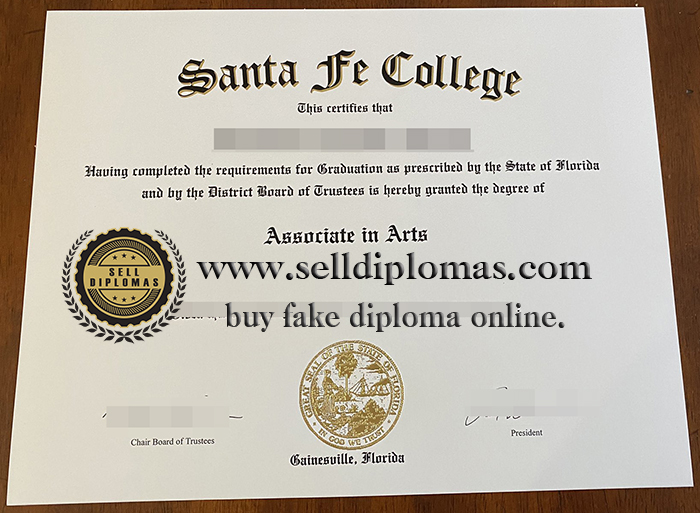 Santa Fe College
This certifies that
Having completed the requirements for Graduation as prescribed by the State of Florida
and by the District Board of Trustees is hereby granted the degree of
Associate in Arts
SELL
DIPLOMAS
www.selldiplomas.com
buy fake diploma online.
GREAT SEAL OF THE STATE OF FLORIDA
IN GOD WE TRUST
Chair Board of Trustees
President
Gainesville, Florida